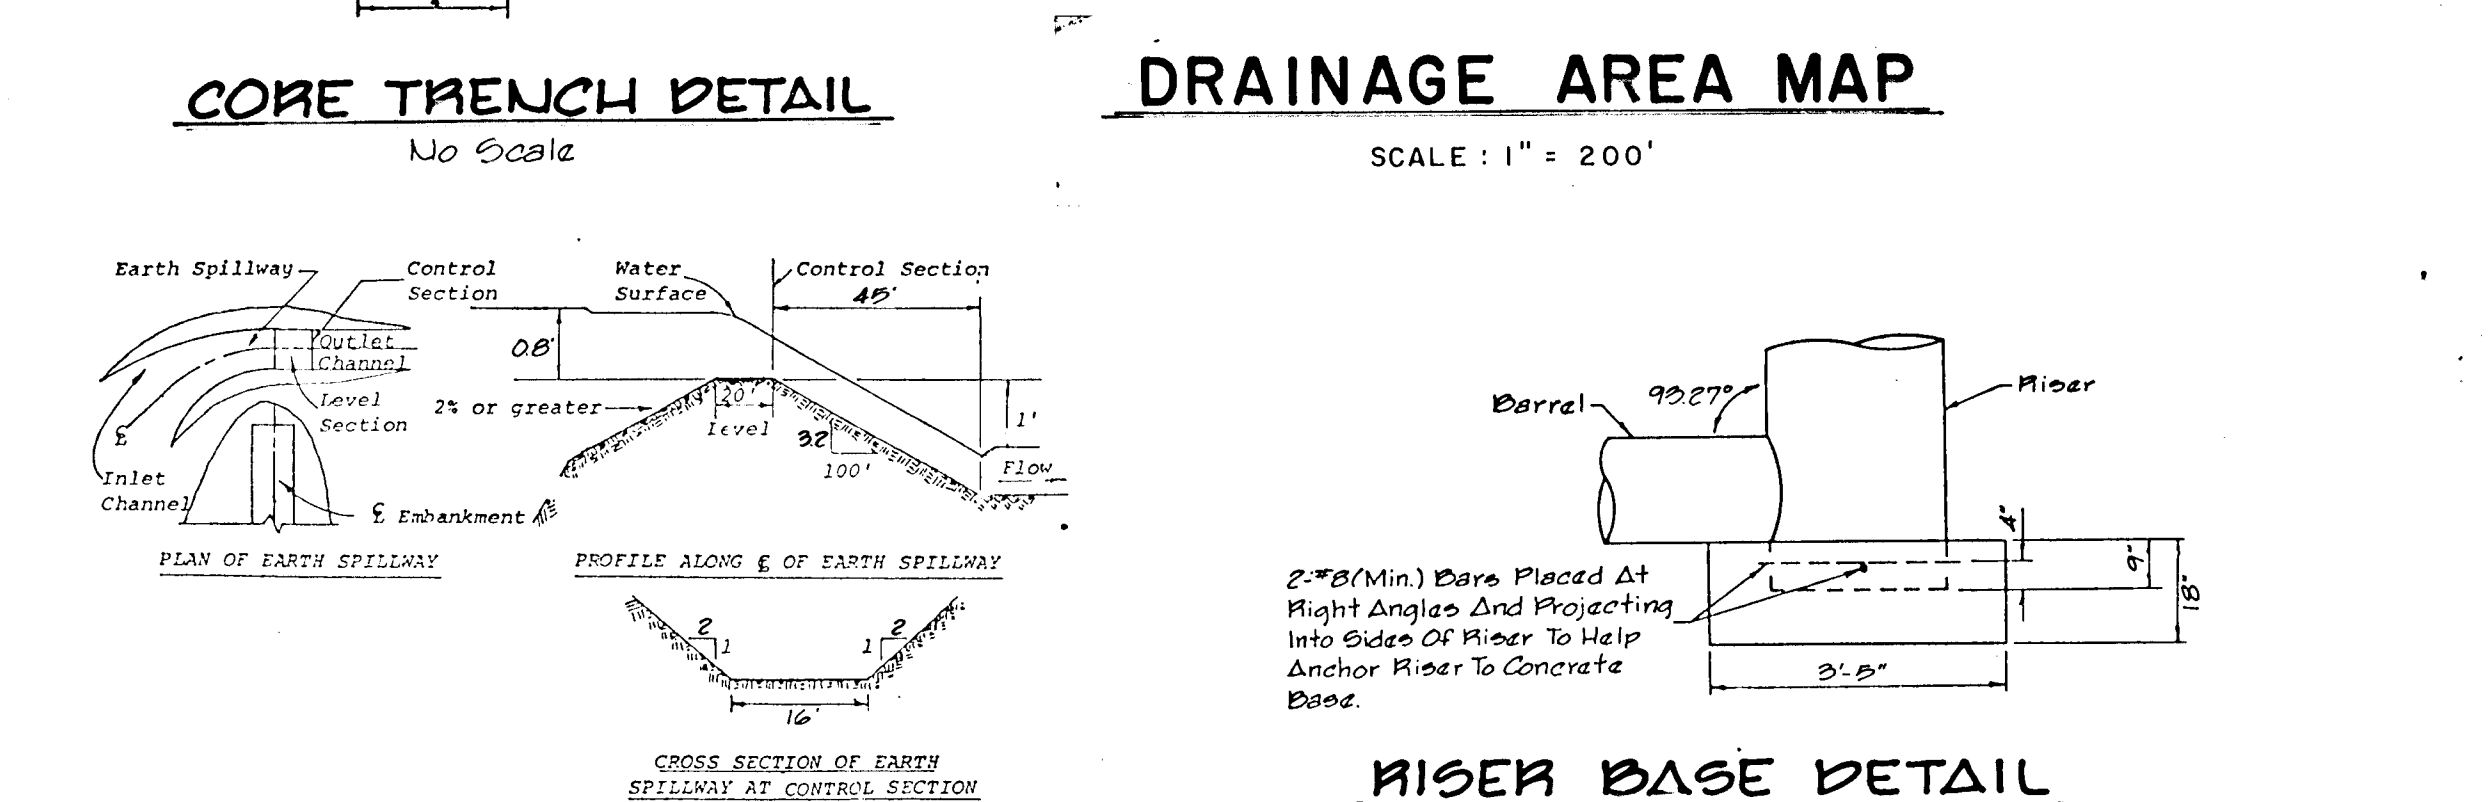 CORE TRENCH DETAIL
No Scale
DRAINAGE AREA MAP
SCALE : 1" = 200'
Earth Spillway
Control
Section
Outlet
Channel
Level
Section
℄
Inlet
Channel
℄ Embankment
PLAN OF EARTH SPILLWAY
Water
Surface
Control Section
45'
0.8'
2% or greater
20'
Level
3.2
100'
1'
Flow
PROFILE ALONG ℄ OF EARTH SPILLWAY
2
1
1
2
16'
CROSS SECTION OF EARTH
SPILLWAY AT CONTROL SECTION
Barrel
93.27°
Riser
4"
9"
18"
3'-5"
2-#8(Min.) Bars Placed At
Right Angles And Projecting
Into Sides Of Riser To Help
Anchor Riser To Concrete
Base.
RISER BASE DETAIL